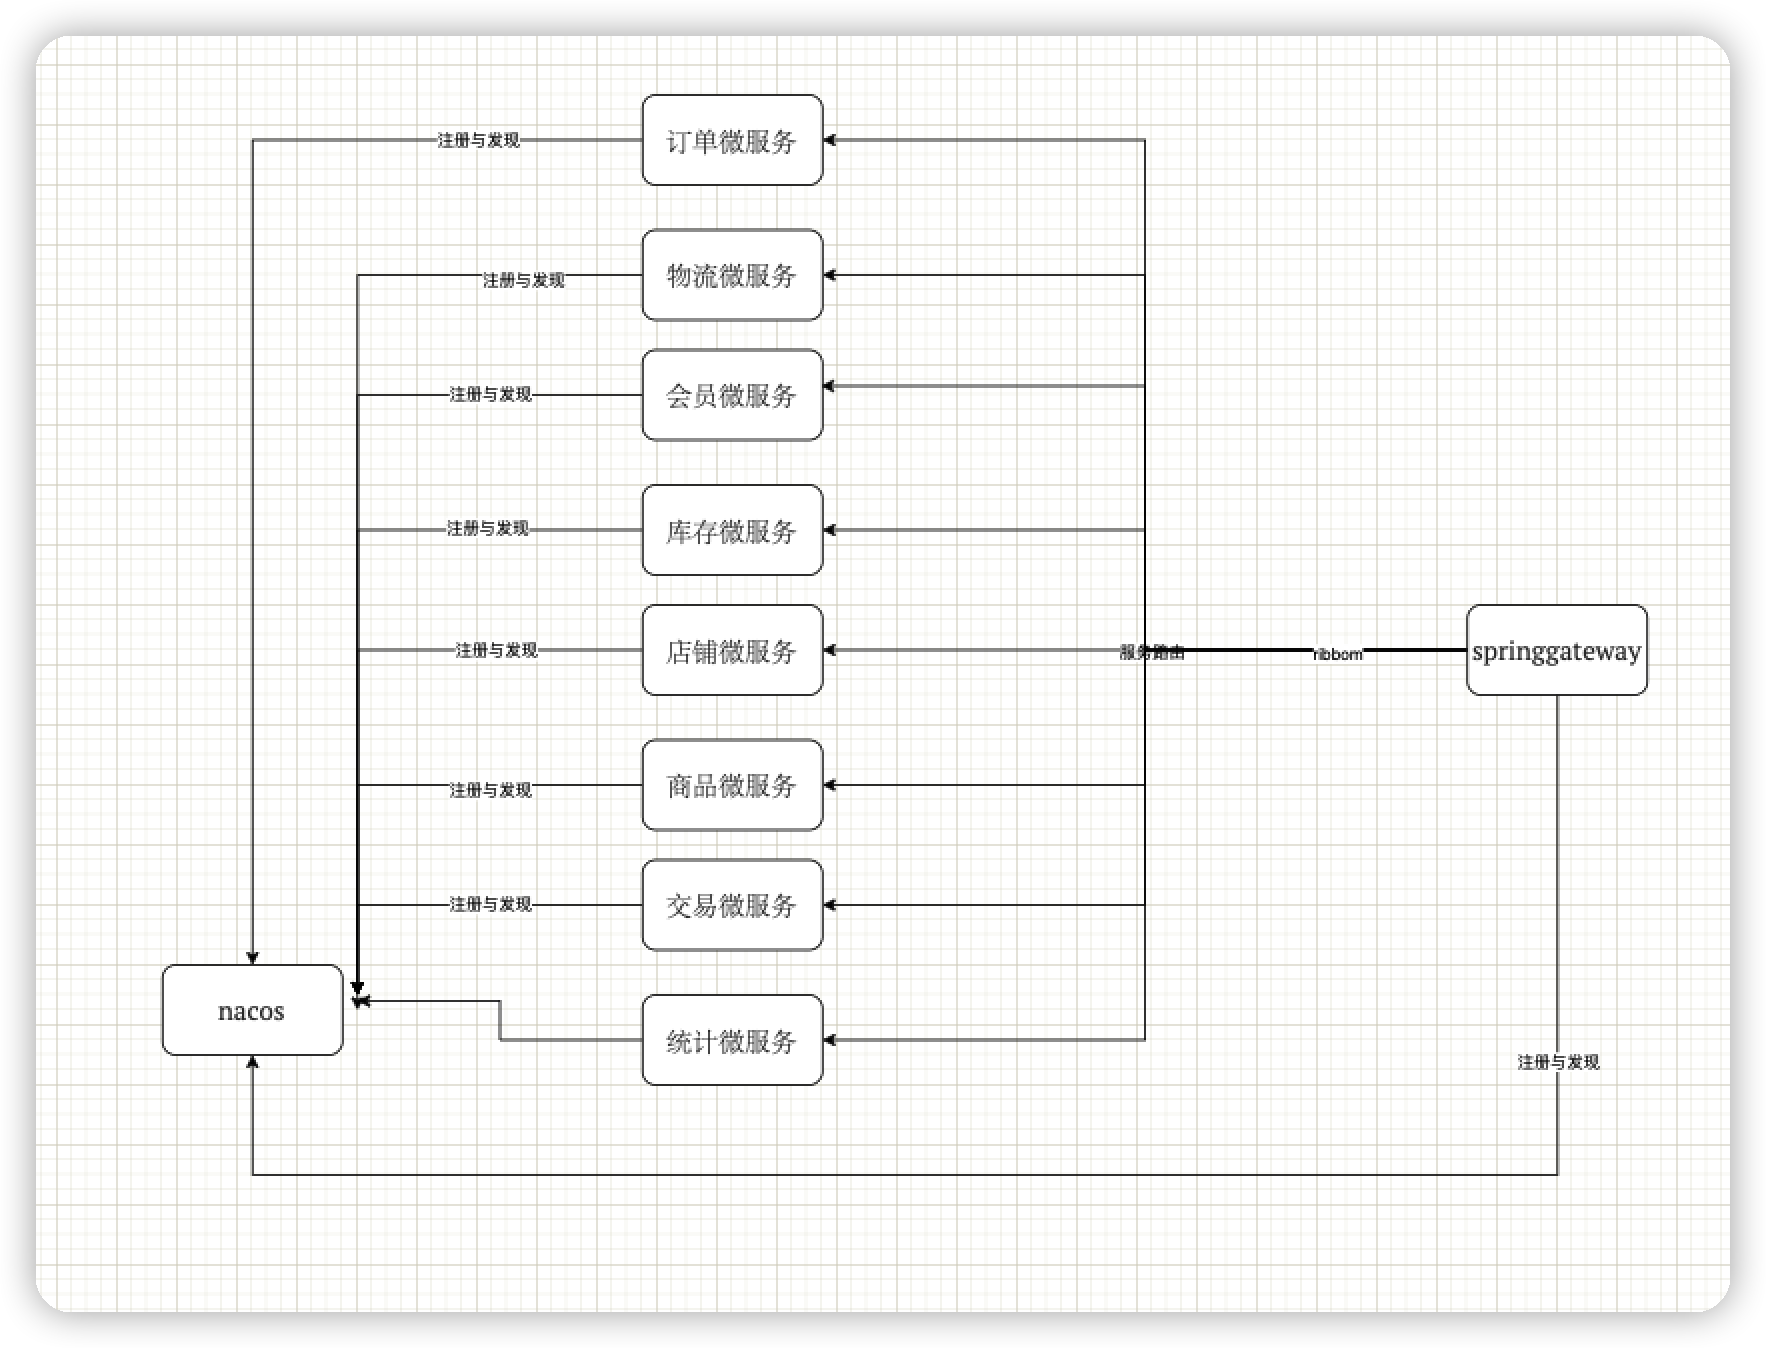 注册与发现
订单微服务
注册与发现
物流微服务
注册与发现
会员微服务
注册与发现
库存微服务
注册与发现
店铺微服务
服务路由
ribbom
springgateway
注册与发现
商品微服务
注册与发现
交易微服务
nacos
统计微服务
注册与发现